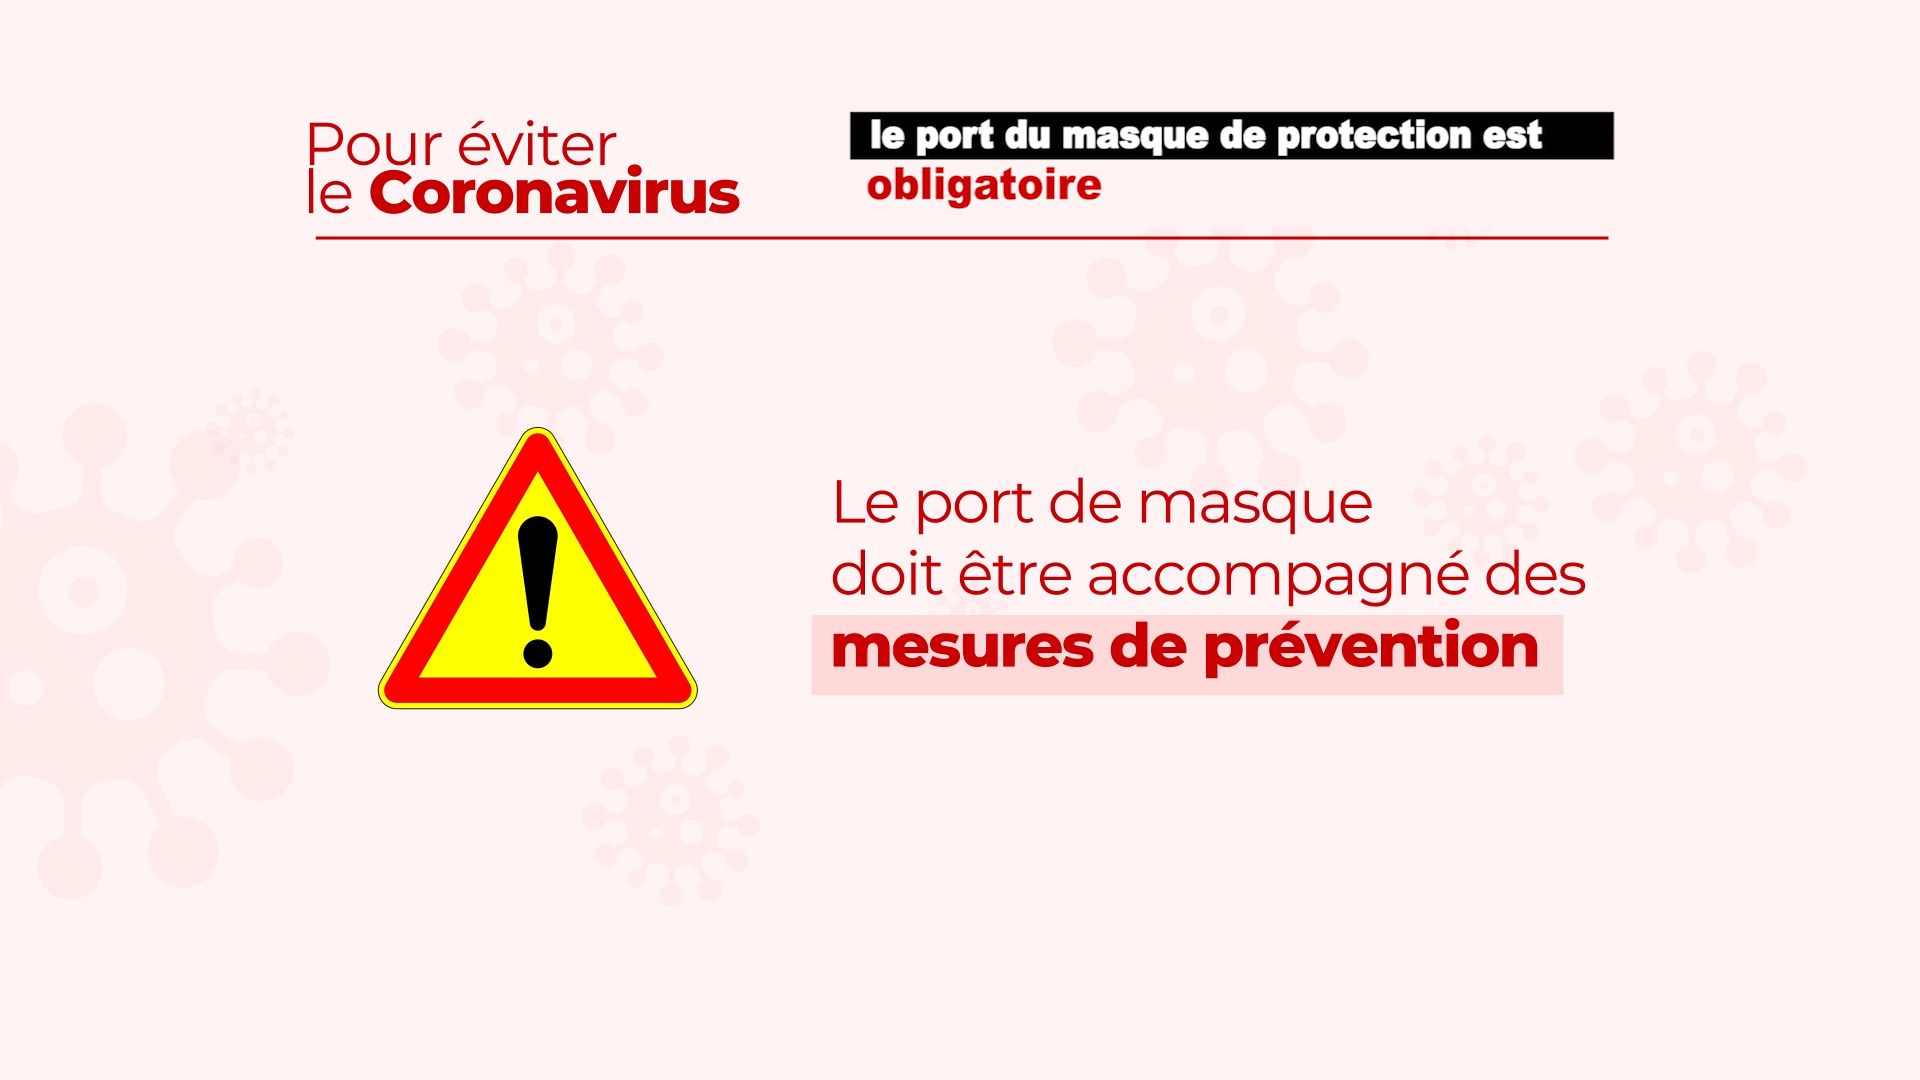 Pour éviter
le Coronavirus
le port du masque de protection est
obligatoire
Le port de masque
doit être accompagné des
mesures de prévention